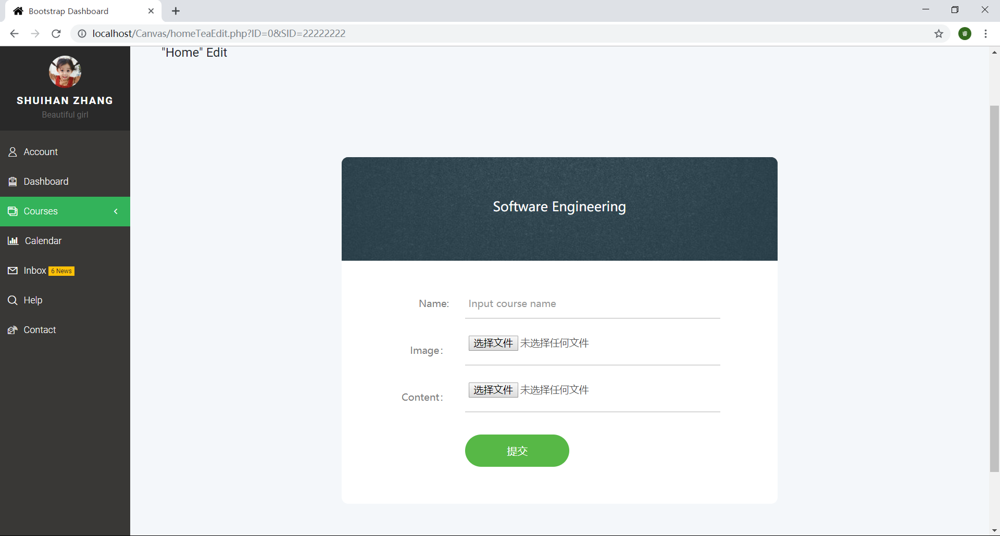 Bootstrap Dashboard
localhost/Canvas/homeTeaEdit.php?ID=0&SID=22222222
睿
"Home" Edit
SHUIHAN ZHANG
Beautiful girl
Account
Dashboard
Courses
Calendar
Inbox 6 News
Help
Contact
Software Engineering
Name: Input course name
Image: 选择文件 未选择任何文件
Content: 选择文件 未选择任何文件
提交